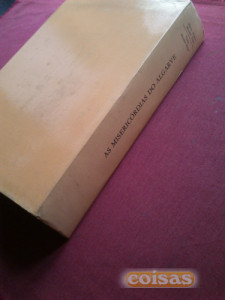 AS MISERICÓRDIAS DO ALGARVE
coisas